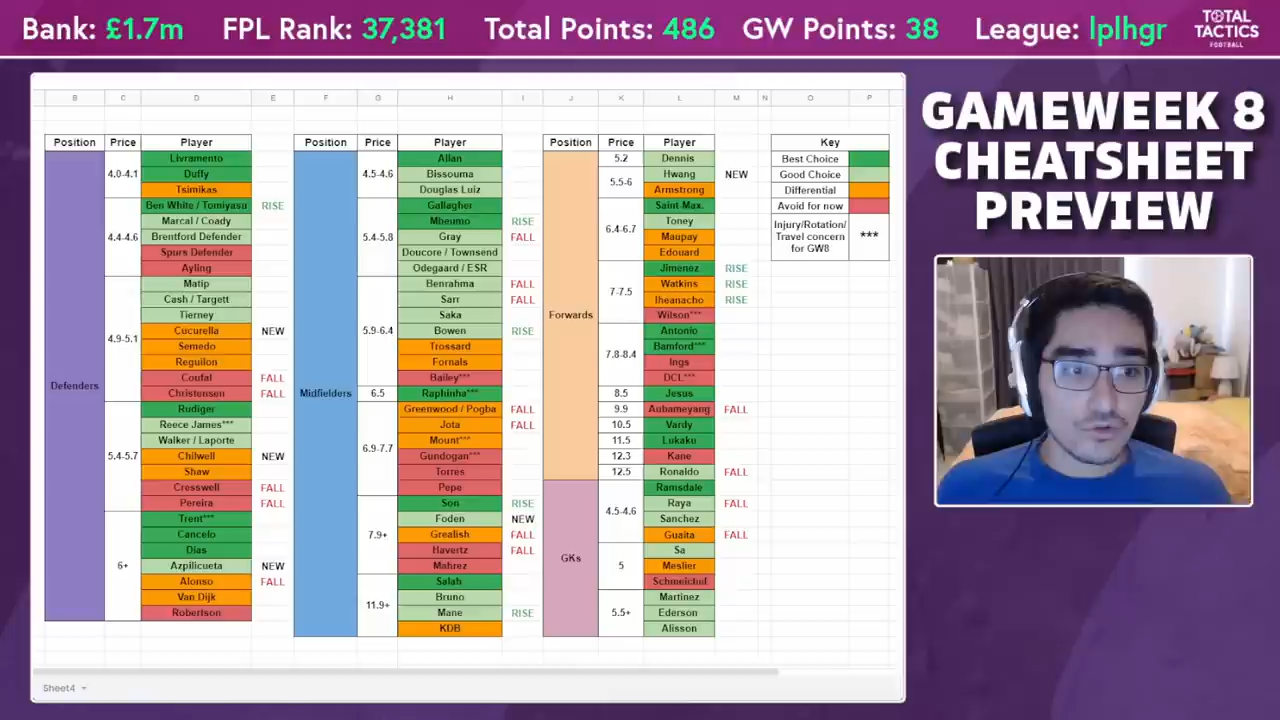 Bank: £1.7m FPL Rank: 37,381 Total Points: 486 GW Points: 38 League: lplhgr
TOTAL
TACTICS
FOOTBALL
GAMEWEEK 8
CHEATSHEET
PREVIEW
B C D E F G H I J K L M N O P
Position Price Player
Defenders
4.0-4.1
Livramento
Duffy
Tsimikas
4.4-4.6
Ben White / Tomiyasu RISE
Marcal / Coady
Brentford Defender
Spurs Defender
Ayling
4.9-5.1
Matip
Cash / Targett
Tierney
Cucurella NEW
Semedo
Reguilon
Coufal FALL
Christensen FALL
5.4-5.7
Rudiger
Reece James***
Walker / Laporte
Chilwell NEW
Shaw
Cresswell FALL
Pereira FALL
6+
Trent***
Cancelo
Dias
Azpilicueta NEW
Alonso FALL
Van Dijk
Robertson
Position Price Player
Midfielders
4.5-4.6
Allan
Bissouma
Douglas Luiz
5.4-5.8
Gallagher
Mbeumo RISE
Gray FALL
Doucore / Townsend
Odegaard / ESR
5.9-6.4
Benrahma FALL
Sarr FALL
Saka
Bowen RISE
Trossard
Fornals
Bailey***
6.5
Raphinha***
6.9-7.7
Greenwood / Pogba FALL
Jota FALL
Mount***
Gundogan***
Torres
Pepe
7.9+
Son RISE
Foden NEW
Grealish FALL
Havertz FALL
Mahrez
11.9+
Salah
Bruno
Mane RISE
KDB
Position Price Player
Forwards
5.2
Dennis
5.5-6
Hwang NEW
Armstrong
6.4-6.7
Saint-Max.
Toney
Maupay
Edouard
7-7.5
Jimenez RISE
Watkins RISE
Iheanacho RISE
Wilson***
7.8-8.4
Antonio
Bamford***
Ings
DCL***
8.5
Jesus
9.9
Aubameyang FALL
10.5
Vardy
11.5
Lukaku
12.3
Kane
12.5
Ronaldo FALL
GKs
4.5-4.6
Ramsdale
Raya FALL
Sanchez
Guaita FALL
5
Sa
Meslier
Schmeichel
5.5+
Martinez
Ederson
Alisson
Key
Best Choice
Good Choice
Differential
Avoid for now
Injury/Rotation/
Travel concern
for GW8
***
Sheet4